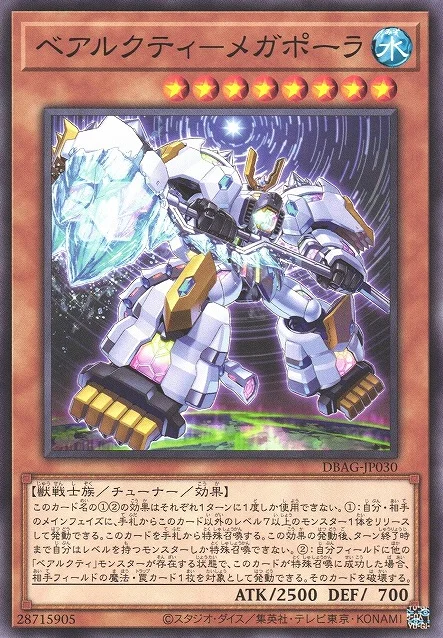 ベアルクティーメガポーラ
水
DBAG-JP030
【獣戦士族／チューナー／効果】
このカード名の①②の効果はそれぞれ1ターンに1度しか使用できない。①：自分・相手
のメインフェイズに、手札からこのカード以外のレベル7以上のモンスター1体をリリース
して発動できる。このカードを手札から特殊召喚する。この効果の発動後、ターン終了時
まで自分はレベルを持つモンスターしか特殊召喚できない。②：自分フィールドに他の
「ベアルクティ」モンスターが存在する状態で、このカードが特殊召喚に成功した場合、
相手フィールドの魔法・罠カード1枚を対象として発動できる。そのカードを破壊する。
ATK/2500 DEF/ 700
28715905
©スタジオ・ダイス/集英社・テレビ東京・KONAMI